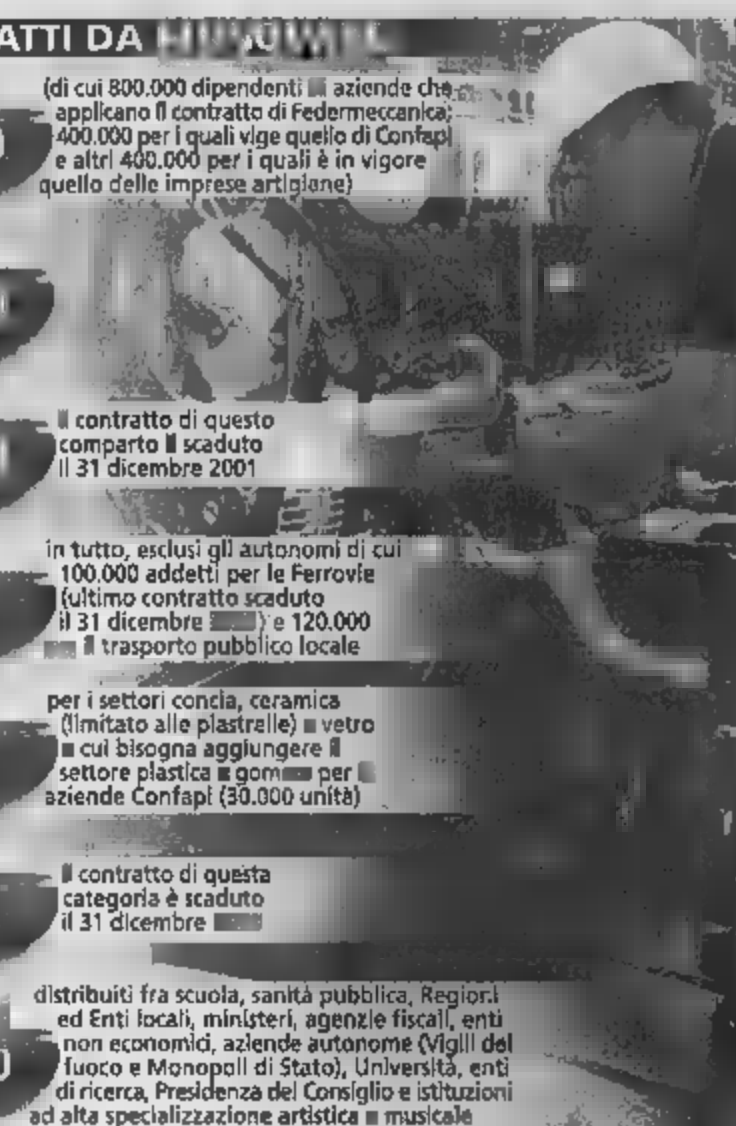 ATTI DA
(di cui 800.000 dipendenti aziende che
applicano il contratto di Federmeccanica,
400.000 per i quali vige quello di Confapi
e altri 400.000 per i quali è in vigore
quello delle imprese artigiane)
il contratto di questo
comparto scaduto
il 31 dicembre 2001
in tutto, esclusi gli autonomi di cui
100.000 addetti per le Ferrovie
(ultimo contratto scaduto
il 31 dicembre ) e 120.000
il trasporto pubblico locale
per i settori concia, ceramica
(limitato alle piastrelle) vetro
cui bisogna aggiungere il
settore plastica per
aziende Confapi (30.000 unità)
il contratto di questa
categoria è scaduto
il 31 dicembre
distribuiti fra scuola, sanità pubblica, Regioni
ed Enti locali, ministeri, agenzie fiscali, enti
non economici, aziende autonome (Vigili del
fuoco e Monopoli di Stato), Università, enti
di ricerca, Presidenza del Consiglio e istituzioni
ad alta specializzazione artistica musicale